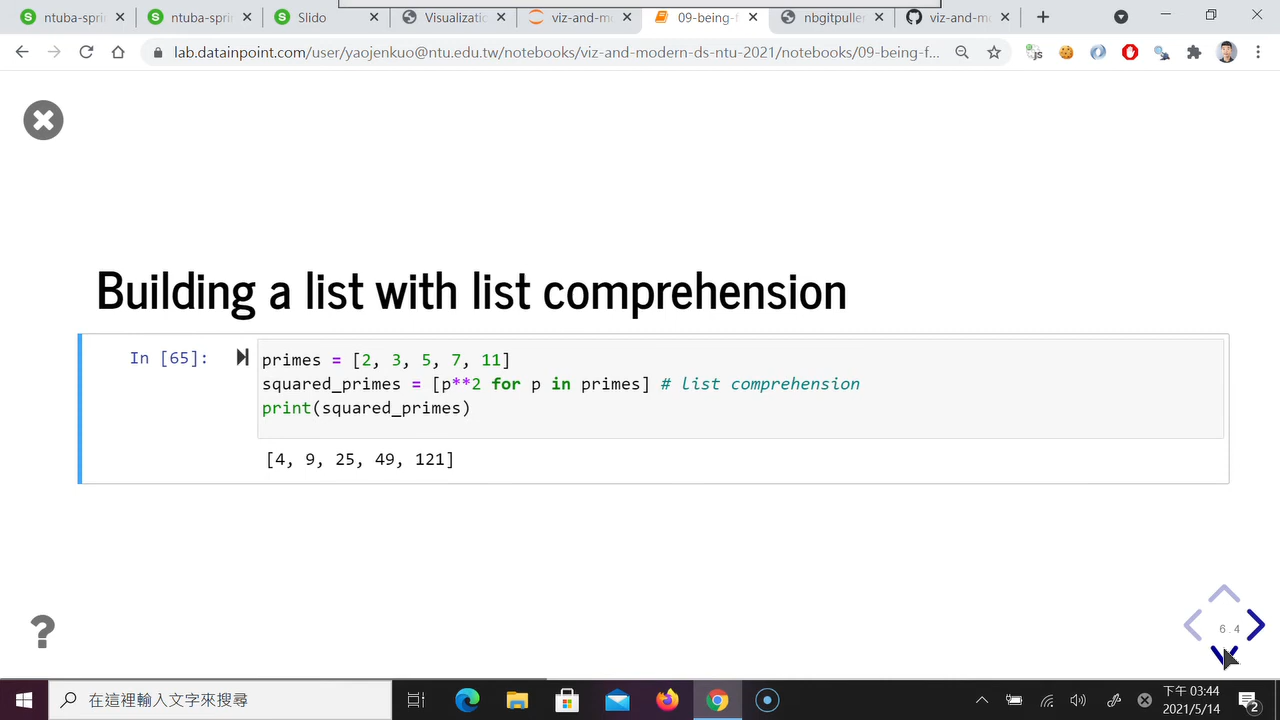 ntuba-spri
ntuba-spri
Slido
Visualizatio
viz-and-mo
09-being-f
nbgitpuller
viz-and-mo
lab.datainpoint.com/user/yaojenkuo@ntu.edu.tw/notebooks/viz-and-modern-ds-ntu-2021/notebooks/09-being-f...
Building a list with list comprehension
In [65]:
primes = [2, 3, 5, 7, 11]
squared_primes = [p**2 for p in primes] # list comprehension
print(squared_primes)
[4, 9, 25, 49, 121]
6.4
在這裡輸入文字來搜尋
下午 03:44
2021/5/14
2